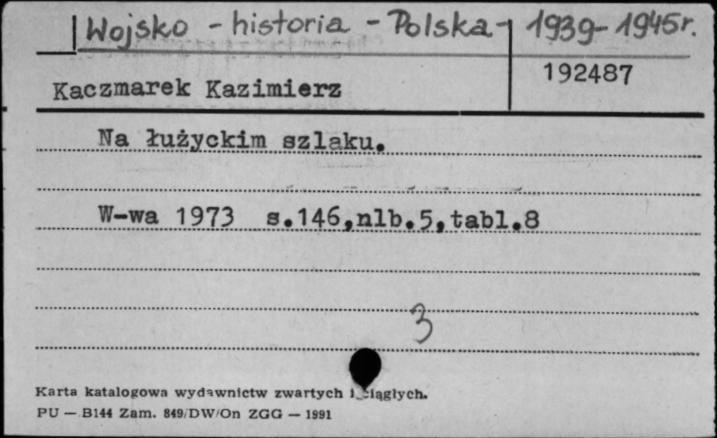 Wojsko - historia - Polska - 1939-1945r.
192487
Kaczmarek Kazimierz
Na łużyckim szlaku.
W-wa 1973 s.146,nlb.5,tabl.8
3
Karta katalogowa wydawnictw zwartych i ciągłych.
PU — B144 Zam. 849/DW/On ZGG — 1991